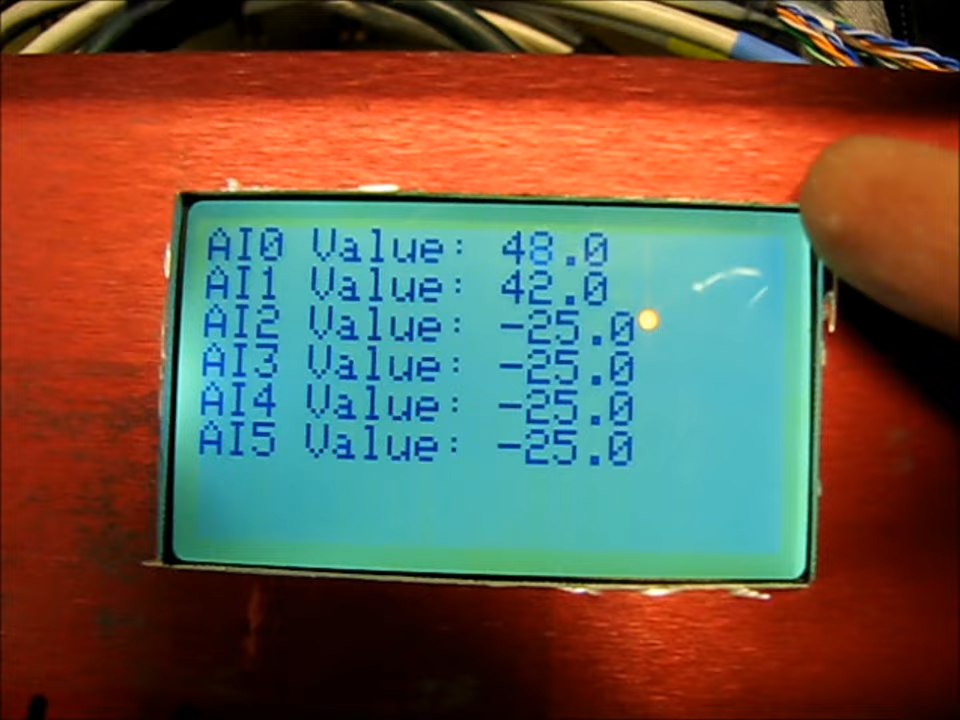 AI0 Value: 48.0
AI1 Value: 42.0
AI2 Value: -25.0
AI3 Value: -25.0
AI4 Value: -25.0
AI5 Value: -25.0